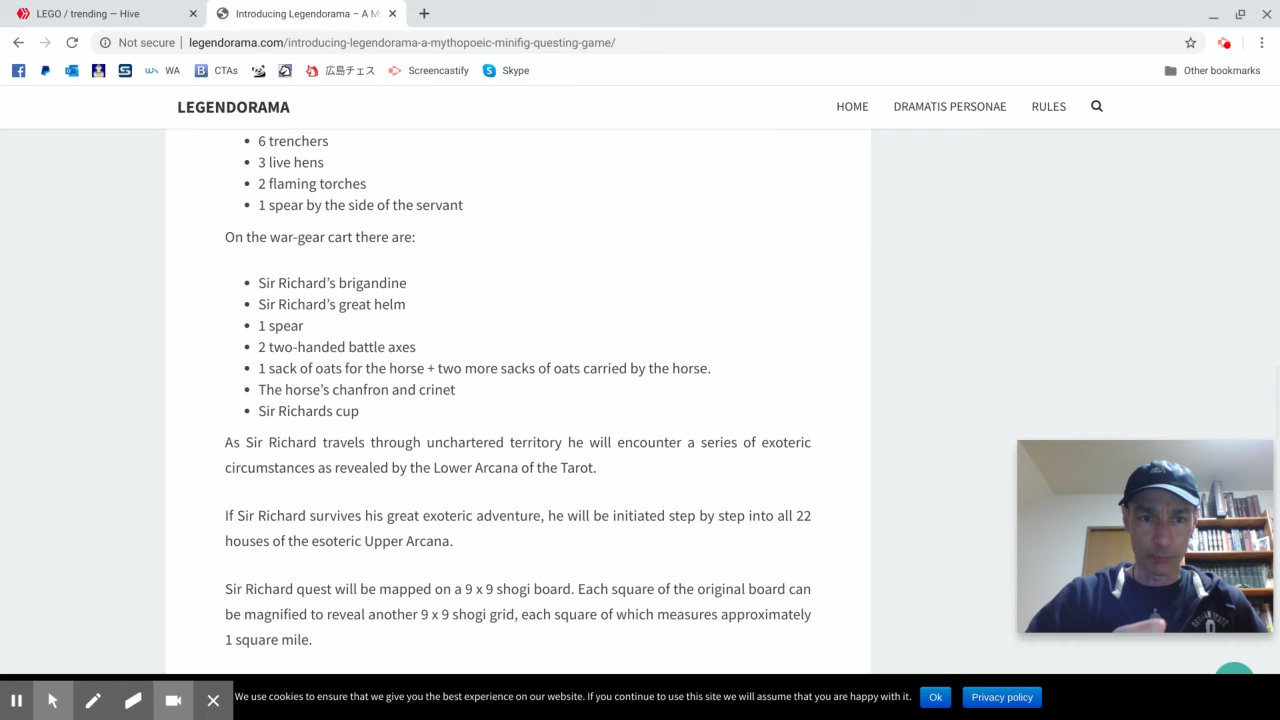 LEGO / trending — Hive
Introducing Legendorama – A My
Not secure
legendorama.com/introducing-legendorama-a-mythopoeic-minifig-questing-game/
WA
CTAs
広島チェス
Screencastify
Skype
Other bookmarks
LEGENDORAMA
HOME
DRAMATIS PERSONAE
RULES
6 trenchers
3 live hens
2 flaming torches
1 spear by the side of the servant
On the war-gear cart there are:
Sir Richard’s brigandine
Sir Richard’s great helm
1 spear
2 two-handed battle axes
1 sack of oats for the horse + two more sacks of oats carried by the horse.
The horse’s chanfron and crinet
Sir Richards cup
As Sir Richard travels through unchartered territory he will encounter a series of exoteric
circumstances as revealed by the Lower Arcana of the Tarot.
If Sir Richard survives his great exoteric adventure, he will be initiated step by step into all 22
houses of the esoteric Upper Arcana.
Sir Richard quest will be mapped on a 9 x 9 shogi board. Each square of the original board can
be magnified to reveal another 9 x 9 shogi grid, each square of which measures approximately
1 square mile.
We use cookies to ensure that we give you the best experience on our website. If you continue to use this site we will assume that you are happy with it.
Ok
Privacy policy